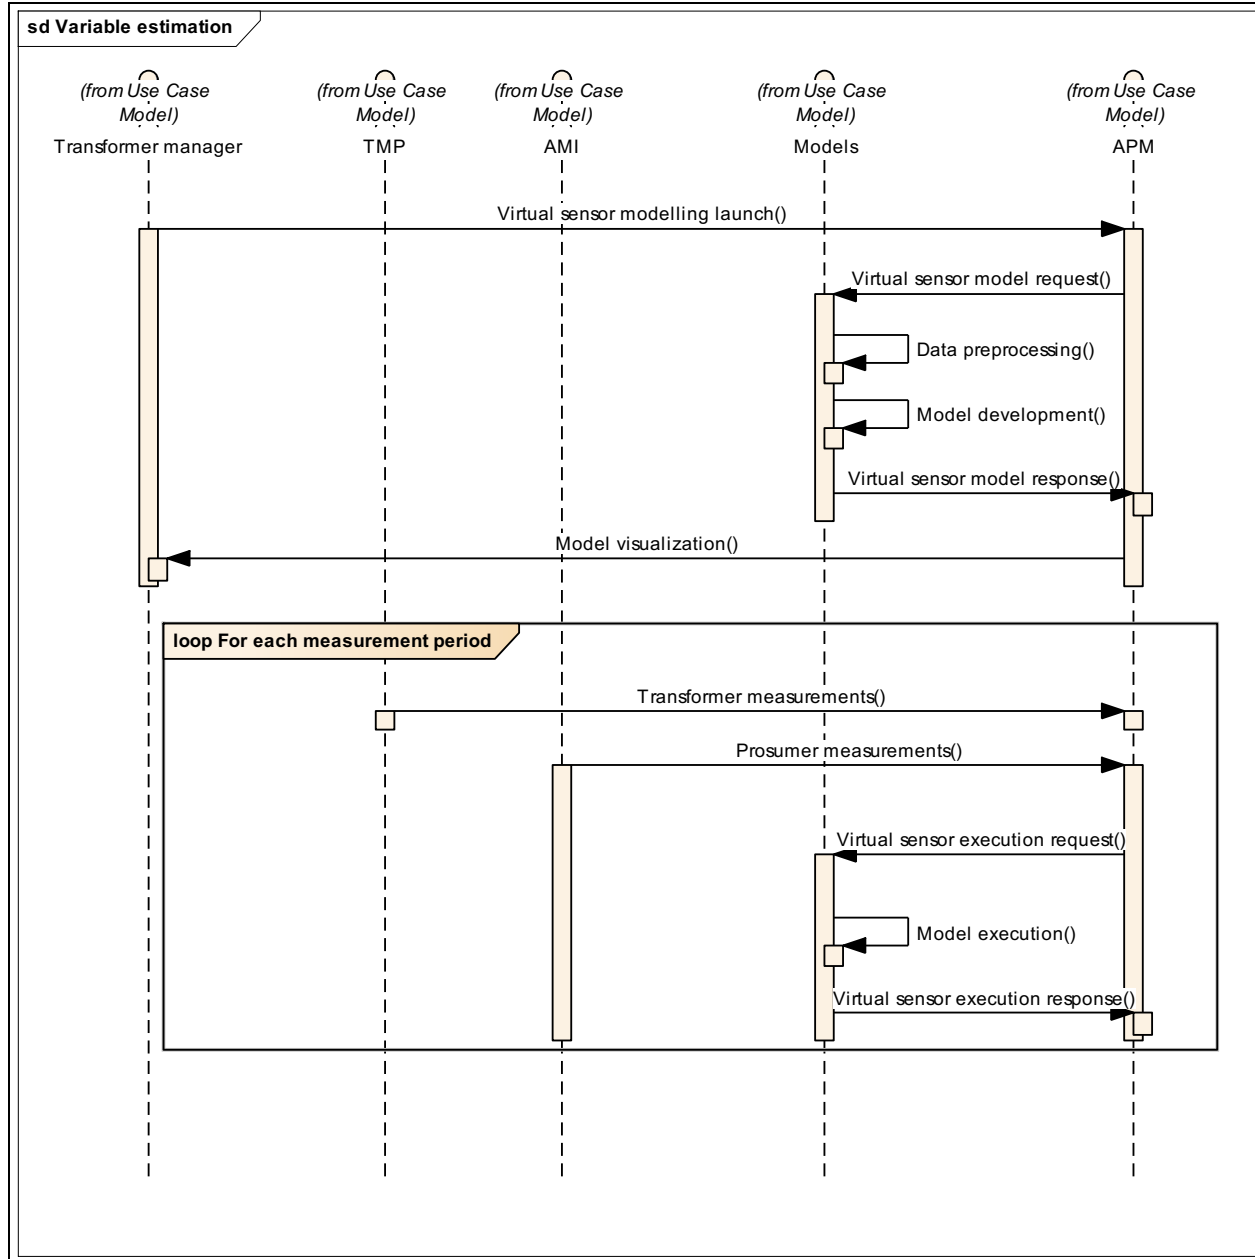 sd Variable estimation
(from Use Case
Model)
Transformer manager
(from Use Case
Model)
TMP
(from Use Case
Model)
AMI
(from Use Case
Model)
Models
(from Use Case
Model)
APM
Virtual sensor modelling launch()
Virtual sensor model request()
Data preprocessing()
Model development()
Virtual sensor model response()
Model visualization()
loop For each measurement period
Transformer measurements()
Prosumer measurements()
Virtual sensor execution request()
Model execution()
Virtual sensor execution response()